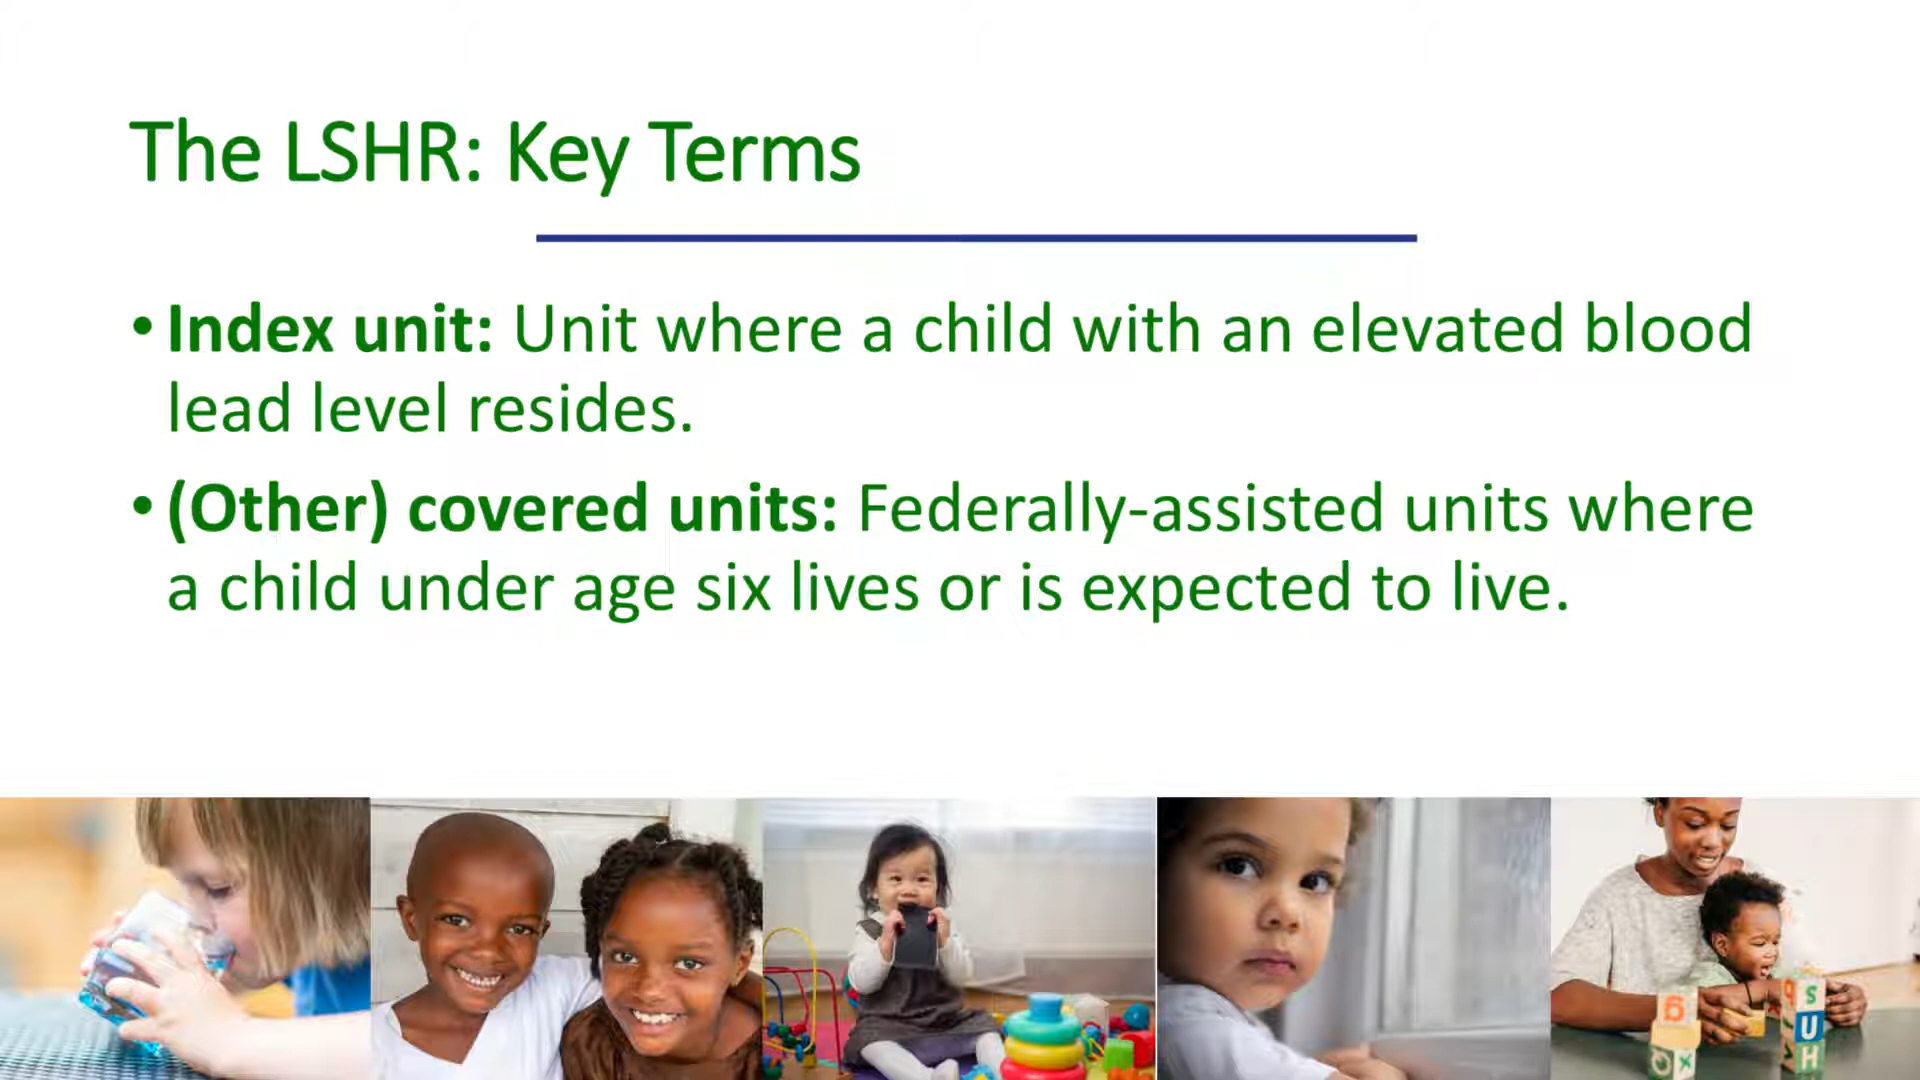 The LSHR: Key Terms
• Index unit: Unit where a child with an elevated blood
lead level resides.
• (Other) covered units: Federally-assisted units where
a child under age six lives or is expected to live.
S
U
H